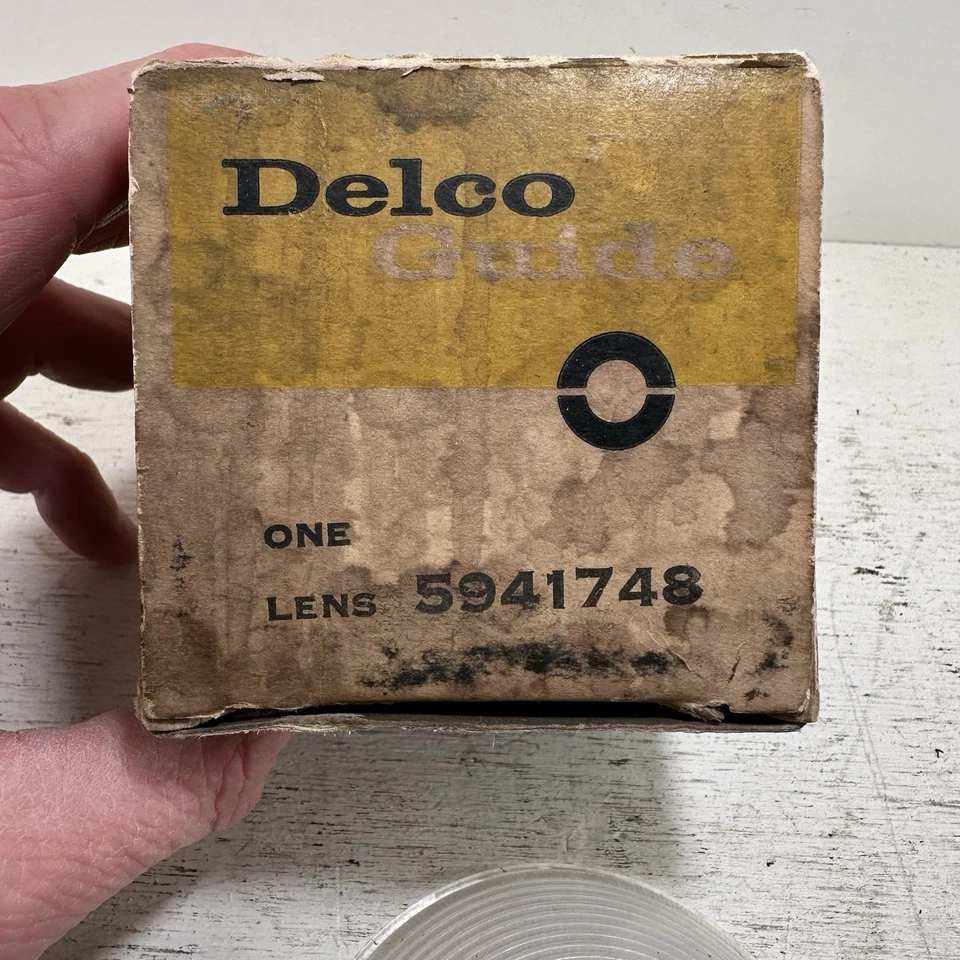 Delco
Guide
ONE
LENS 5941748